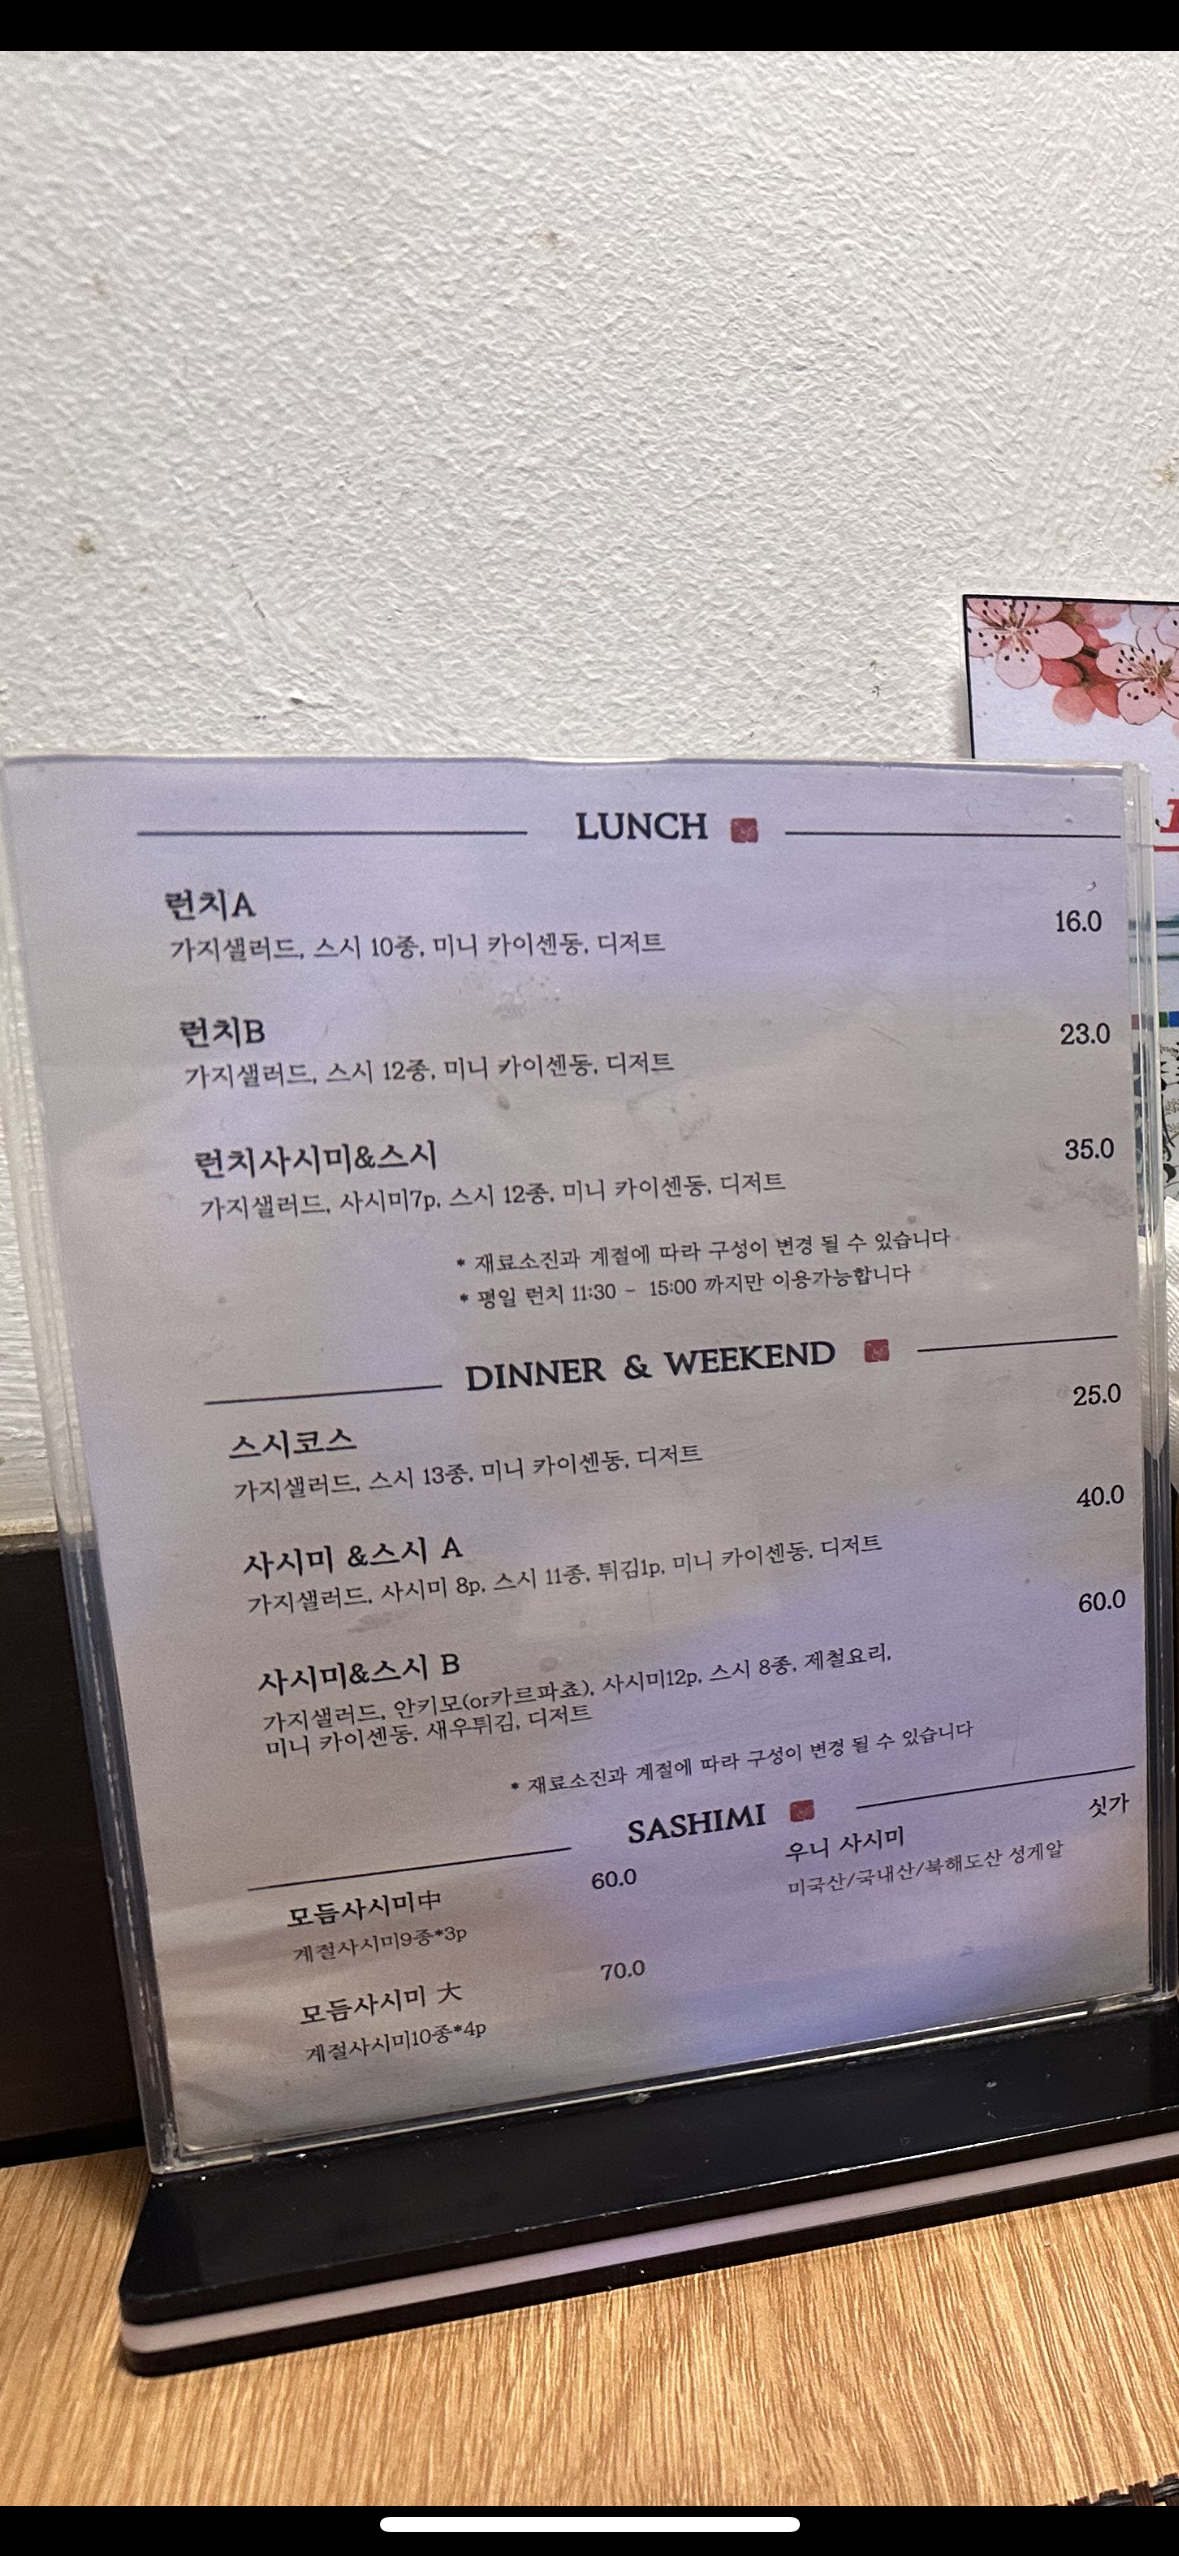 LUNCH
런치A
16.0
가지샐러드, 스시 10종, 미니 카이센동, 디저트
런치B
23.0
가지샐러드, 스시 12종, 미니 카이센동, 디저트
런치사시미&스시
35.0
가지샐러드, 사시미7p, 스시 12종, 미니 카이센동, 디저트
* 재료소진과 계절에 따라 구성이 변경 될 수 있습니다
* 평일 런치 11:30 - 15:00 까지만 이용가능합니다
DINNER & WEEKEND
스시코스
25.0
가지샐러드, 스시 13종, 미니 카이센동, 디저트
사시미 &스시 A
40.0
가지샐러드, 사시미 8p, 스시 11종, 튀김1p, 미니 카이센동, 디저트
사시미&스시 B
60.0
가지샐러드, 안키모(or카르파쵸), 사시미12p, 스시 8종, 제철요리,
미니 카이센동, 새우튀김, 디저트
* 재료소진과 계절에 따라 구성이 변경 될 수 있습니다
SASHIMI
모듬사시미中
60.0
계절사시미9종*3p
모듬사시미 大
70.0
계절사시미10종*4p
우니 사시미
싯가
미국산/국내산/북해도산 성게알